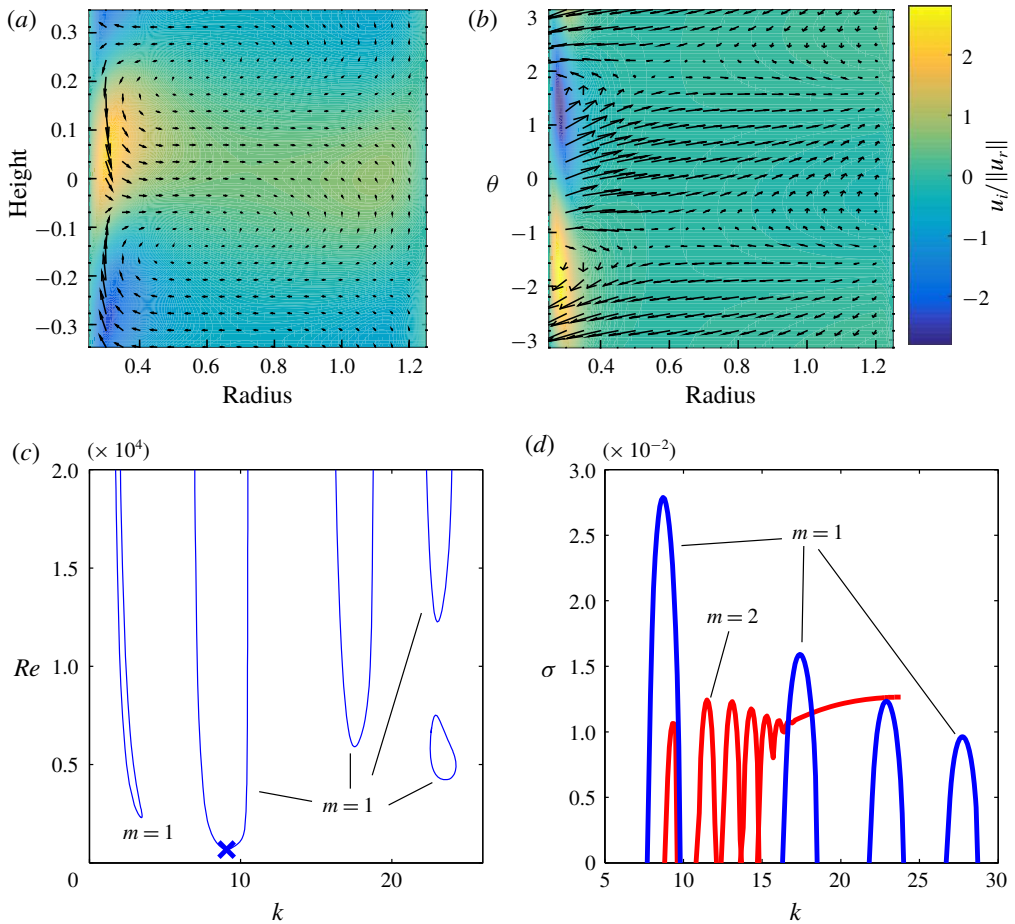 (a)
0.3
0.2
0.1
0
−0.1
−0.2
−0.3
Height
0.4 0.6 0.8 1.0 1.2
Radius
(b)
3
2
1
0
−1
−2
−3
θ
0.4 0.6 0.8 1.0 1.2
Radius
2
1
0
−1
−2
u_i/||u_r||
(c)
(× 10^4)
2.0
1.5
1.0
0.5
Re
m = 1
m = 1
0 10 20
k
(d)
(× 10^−2)
3.0
2.5
2.0
1.5
1.0
0.5
0
σ
m = 1
m = 2
5 10 15 20 25 30
k